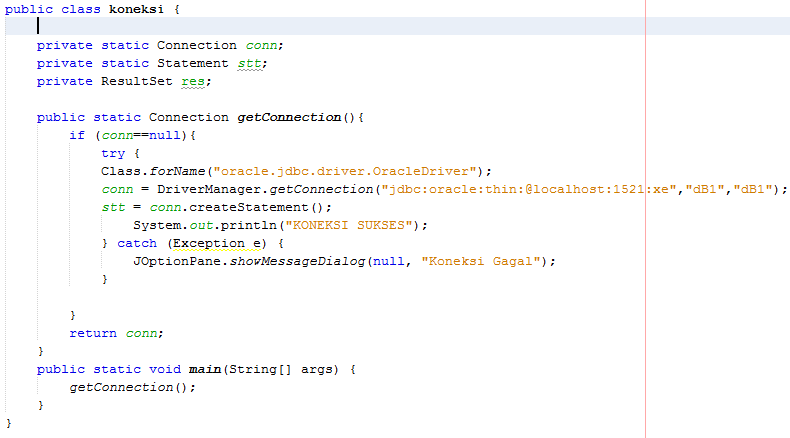 public class koneksi {
private static Connection conn;
private static Statement stt;
private ResultSet res;
public static Connection getConnection(){
if (conn==null){
try {
Class.forName("oracle.jdbc.driver.OracleDriver");
conn = DriverManager.getConnection("jdbc:oracle:thin:@localhost:1521:xe","dB1","dB1");
stt = conn.createStatement();
System.out.println("KONEKSI SUKSES");
} catch (Exception e) {
JOptionPane.showMessageDialog(null, "Koneksi Gagal");
}
}
return conn;
}
public static void main(String[] args) {
getConnection();
}
}